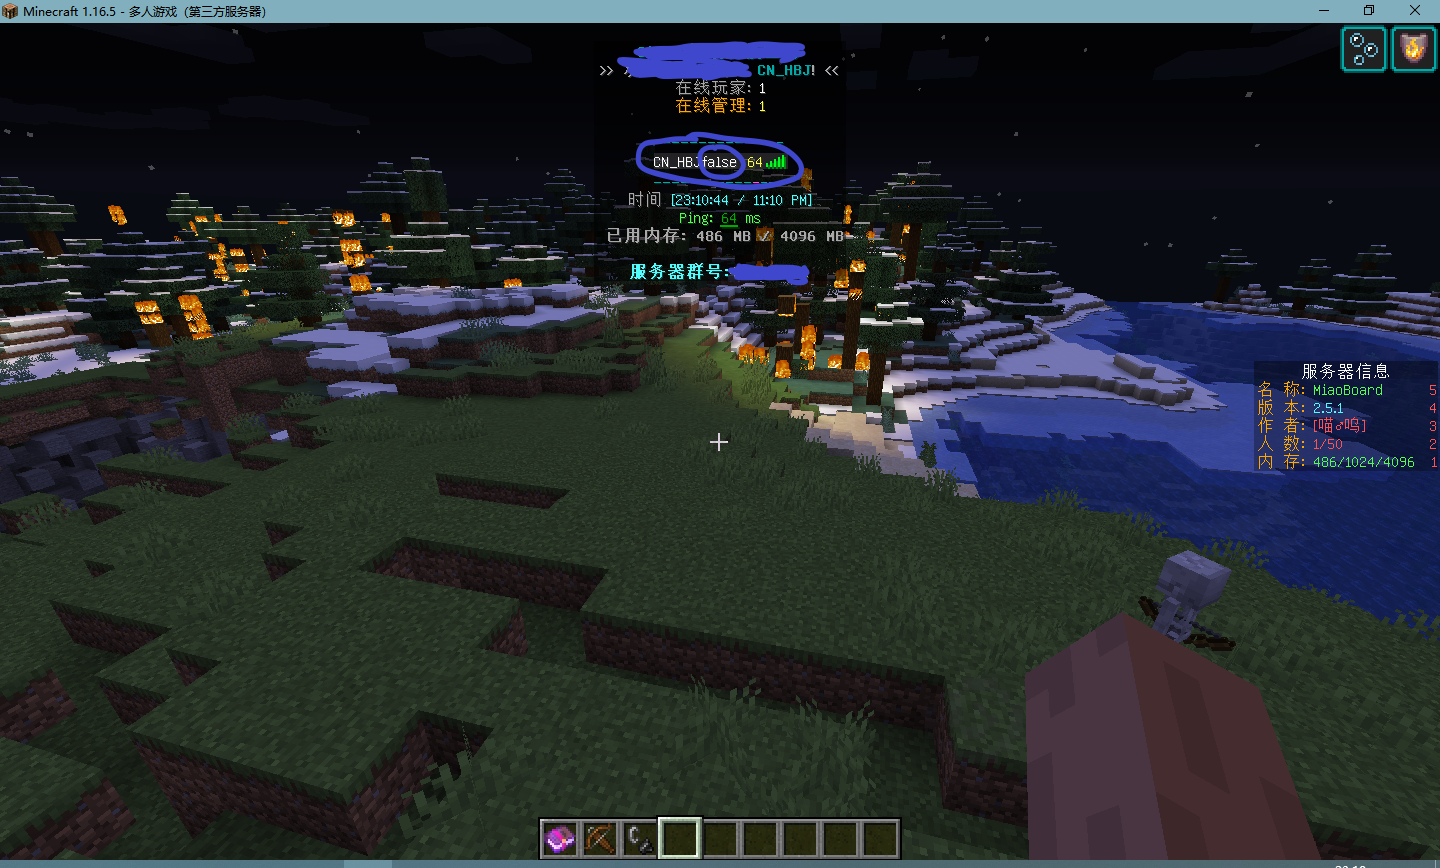 Minecraft 1.16.5 - 多人游戏（第三方服务器）
>> CN_HBJ! <<
在线玩家: 1
在线管理: 1
CN_HBJfalse 64
时间 [23:10:44 / 11:10 PM]
Ping: 64 ms
已用内存: 486 MB / 4096 MB
服务器群号:
服务器信息
名 称: MiaoBoard 5
版 本: 2.5.1 4
作 者: [喵♂呜] 3
人 数: 1/50 2
内 存: 486/1024/4096 1